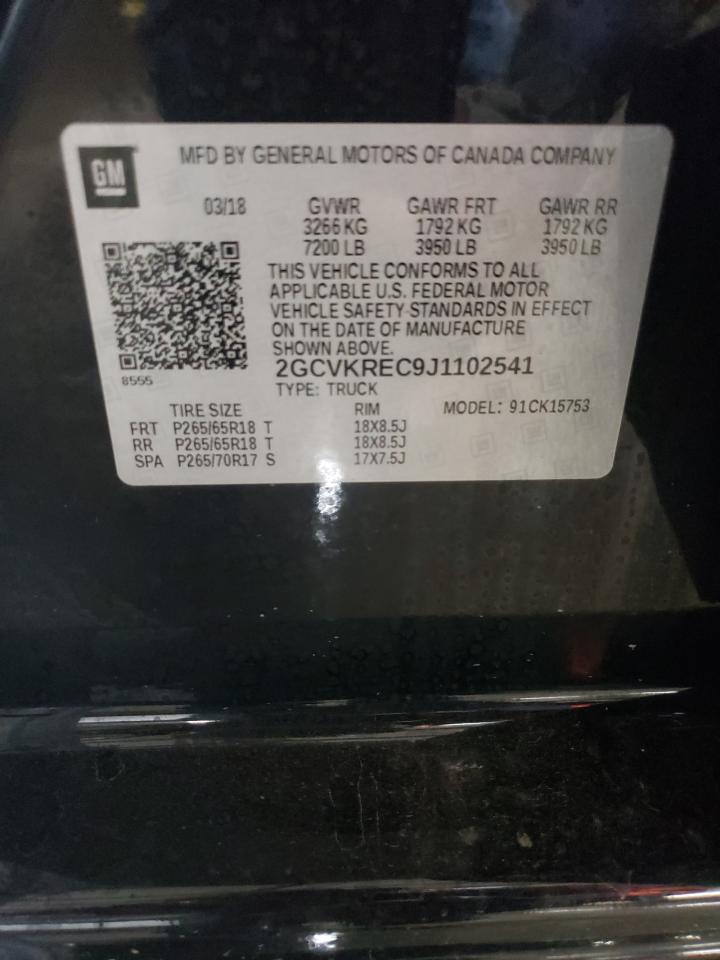 GM
MFD BY GENERAL MOTORS OF CANADA COMPANY
03/18 GVWR GAWR FRT GAWR RR
3266 KG 1792 KG 1792 KG
7200 LB 3950 LB 3950 LB
THIS VEHICLE CONFORMS TO ALL
APPLICABLE U.S. FEDERAL MOTOR
VEHICLE SAFETY STANDARDS IN EFFECT
ON THE DATE OF MANUFACTURE
SHOWN ABOVE.
8555
2GCVKREC9J1102541
TYPE: TRUCK
TIRE SIZE RIM MODEL: 91CK15753
FRT P265/65R18 T 18X8.5J
RR P265/65R18 T 18X8.5J
SPA P265/70R17 S 17X7.5J